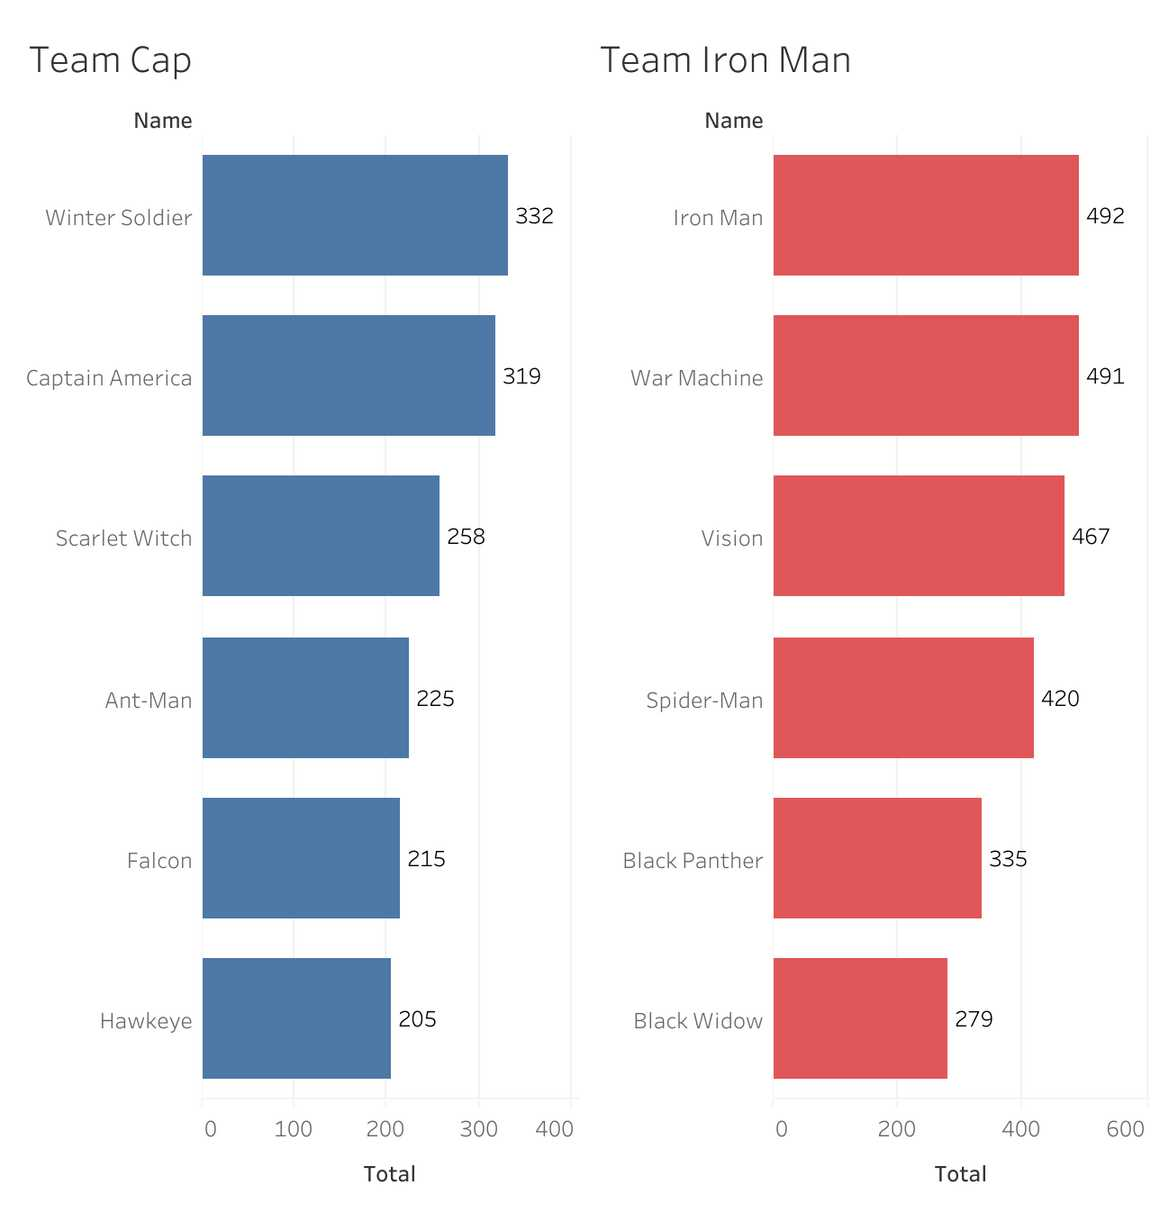 Team Cap
Name
Winter Soldier 332
Captain America 319
Scarlet Witch 258
Ant-Man 225
Falcon 215
Hawkeye 205
0 100 200 300 400
Total
Team Iron Man
Name
Iron Man 492
War Machine 491
Vision 467
Spider-Man 420
Black Panther 335
Black Widow 279
0 200 400 600
Total